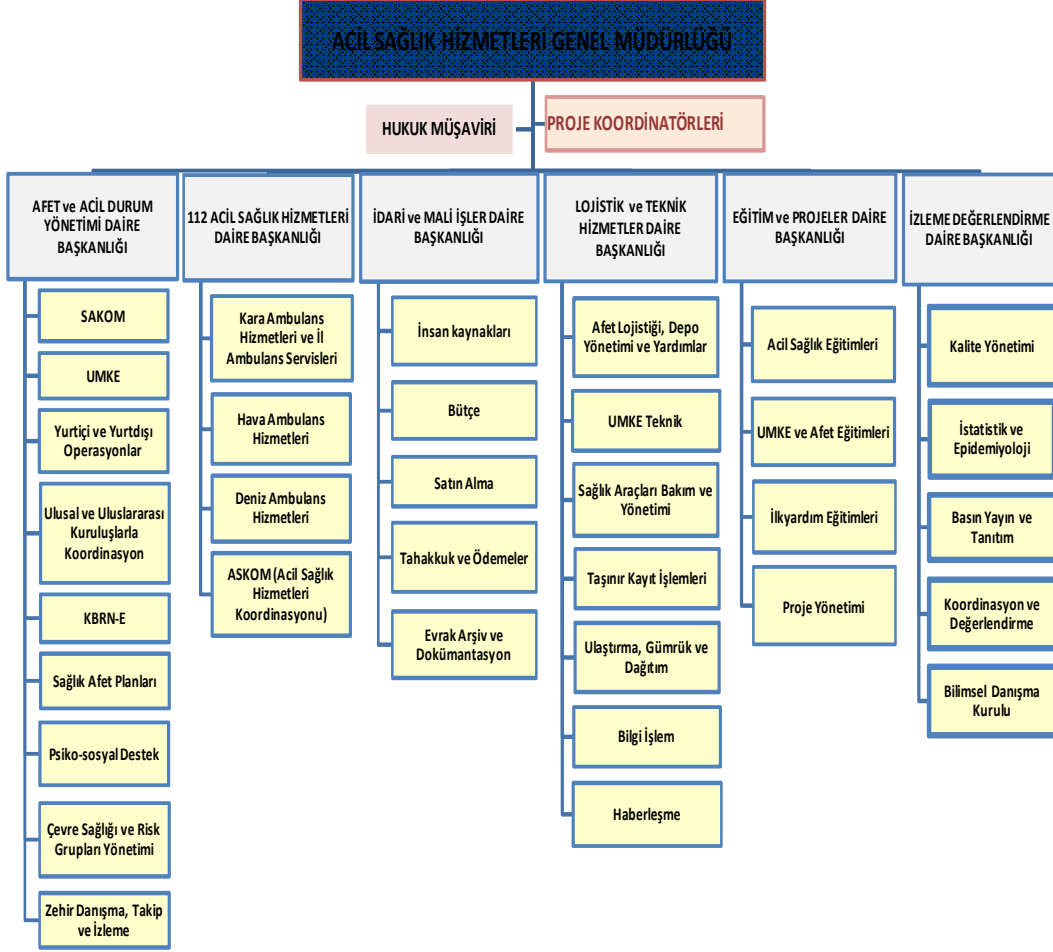 ACİL SAĞLIK HİZMETLERİ GENEL MÜDÜRLÜĞÜ
HUKUK MÜŞAVİRİ
PROJE KOORDİNATÖRLERİ
AFET ve ACİL DURUM
YÖNETİMİ DAİRE
BAŞKANLIĞI
SAKOM
UMKE
Yurtiçi ve Yurtdışı
Operasyonlar
Ulusal ve Uluslararası
Kuruluşlarla
Koordinasyon
KBRN-E
Sağlık Afet Planları
Psiko-sosyal Destek
Çevre Sağlığı ve Risk
Grupları Yönetimi
Zehir Danışma, Takip
ve İzleme
112 ACİL SAĞLIK HİZMETLERİ
DAİRE BAŞKANLIĞI
Kara Ambulans
Hizmetleri ve İl
Ambulans Servisleri
Hava Ambulans
Hizmetleri
Deniz Ambulans
Hizmetleri
ASKOM (Acil Sağlık
Hizmetleri
Koordinasyonu)
İDARİ ve MALİ İŞLER DAİRE
BAŞKANLIĞI
İnsan kaynakları
Bütçe
Satın Alma
Tahakkuk ve Ödemeler
Evrak Arşiv ve
Dokümantasyon
LOJİSTİK ve TEKNİK
HİZMETLER DAİRE
BAŞKANLIĞI
Afet Lojistiği, Depo
Yönetimi ve Yardımlar
UMKE Teknik
Sağlık Araçları Bakım ve
Yönetimi
Taşınır Kayıt İşlemleri
Ulaştırma, Gümrük ve
Dağıtım
Bilgi İşlem
Haberleşme
EĞİTİM ve PROJELER DAİRE
BAŞKANLIĞI
Acil Sağlık Eğitimleri
UMKE ve Afet Eğitimleri
İlkyardım Eğitimleri
Proje Yönetimi
İZLEME DEĞERLENDİRME
DAİRE BAŞKANLIĞI
Kalite Yönetimi
İstatistik ve
Epidemiyoloji
Basın Yayın ve
Tanıtım
Koordinasyon ve
Değerlendirme
Bilimsel Danışma
Kurulu